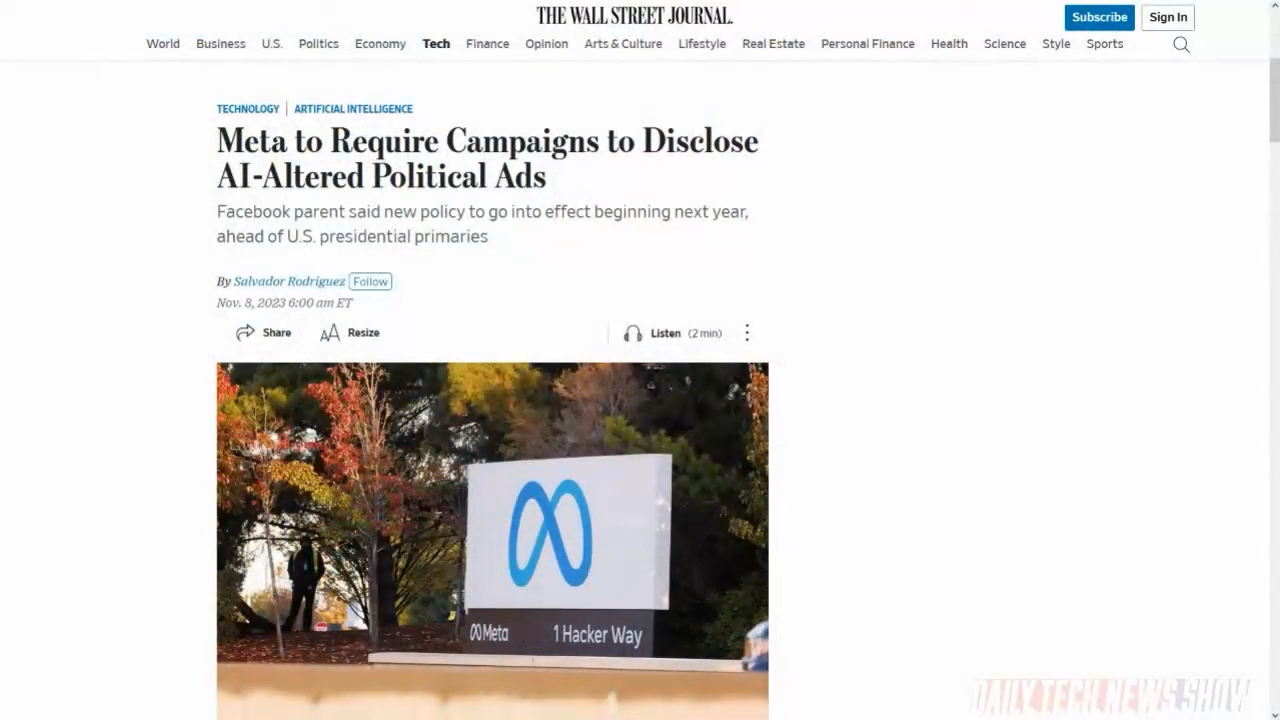 THE WALL STREET JOURNAL.
Subscribe
Sign In
World Business U.S. Politics Economy Tech Finance Opinion Arts & Culture Lifestyle Real Estate Personal Finance Health Science Style Sports
TECHNOLOGY | ARTIFICIAL INTELLIGENCE
Meta to Require Campaigns to Disclose
AI-Altered Political Ads
Facebook parent said new policy to go into effect beginning next year,
ahead of U.S. presidential primaries
By Salvador Rodriguez Follow
Nov. 8, 2023 6:00 am ET
Share AA Resize Listen (2 min)
Meta 1 Hacker Way
DAILY TECH NEWS SHOW